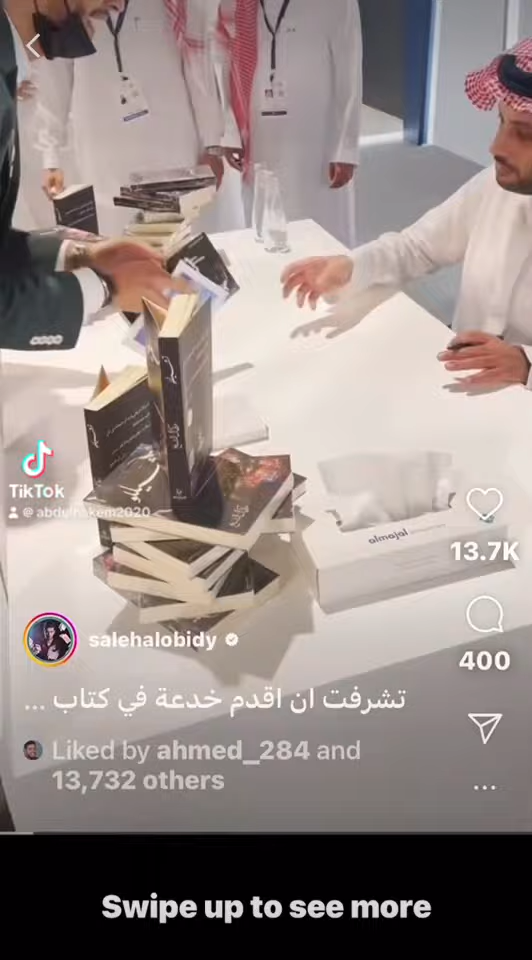 TikTok
@ abdulhakem2020
almajal
13.7K
salehalobidy
400
تشرفت ان اقدم خدعة في كتاب ...
Liked by ahmed_284 and
13,732 others
Swipe up to see more